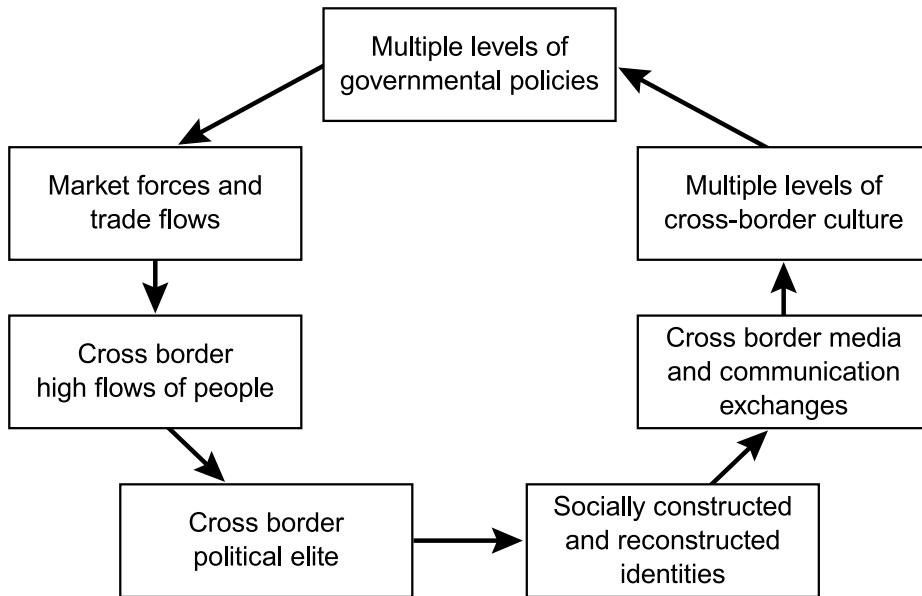 Multiple levels of
governmental policies
Market forces and
trade flows
Multiple levels of
cross-border culture
Cross border
high flows of people
Cross border media
and communication
exchanges
Cross border
political elite
Socially constructed
and reconstructed
identities